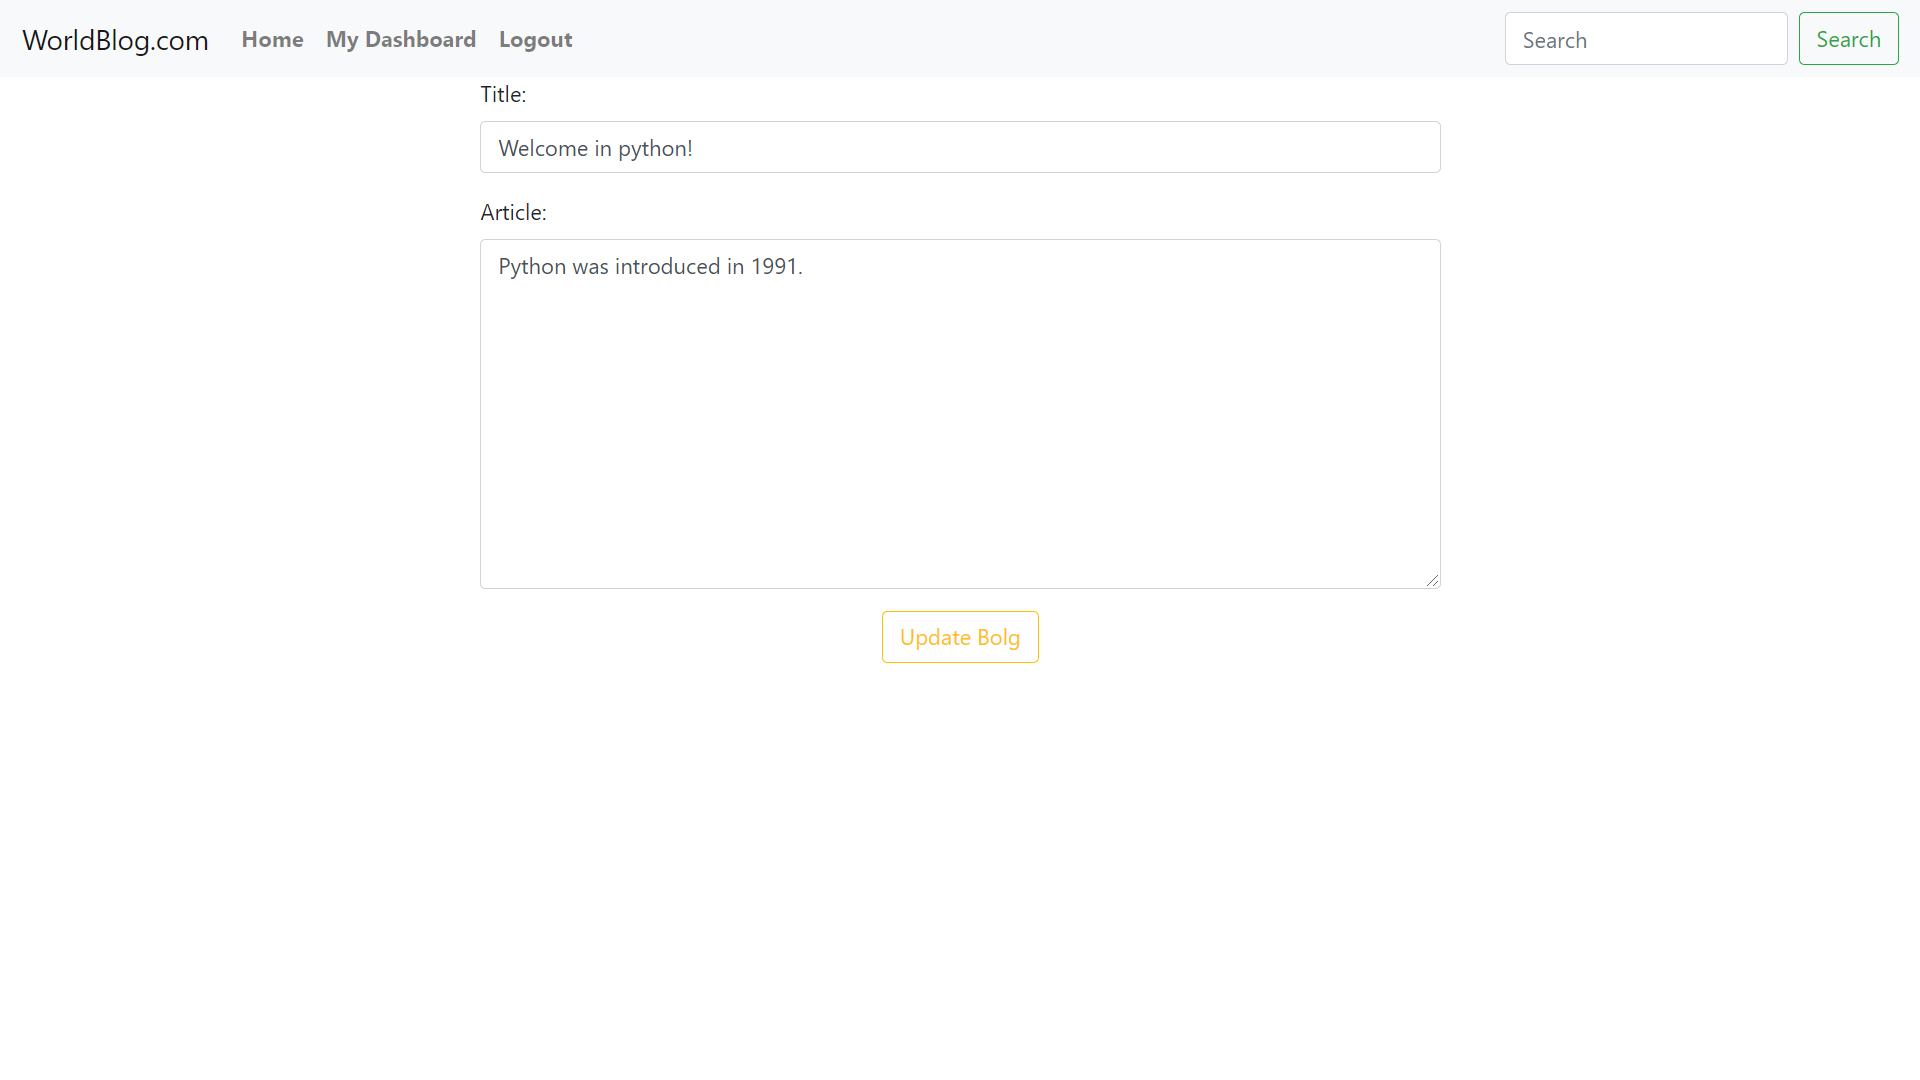 WorldBlog.com Home My Dashboard Logout Search Search
Title:
Welcome in python!
Article:
Python was introduced in 1991.
Update Bolg